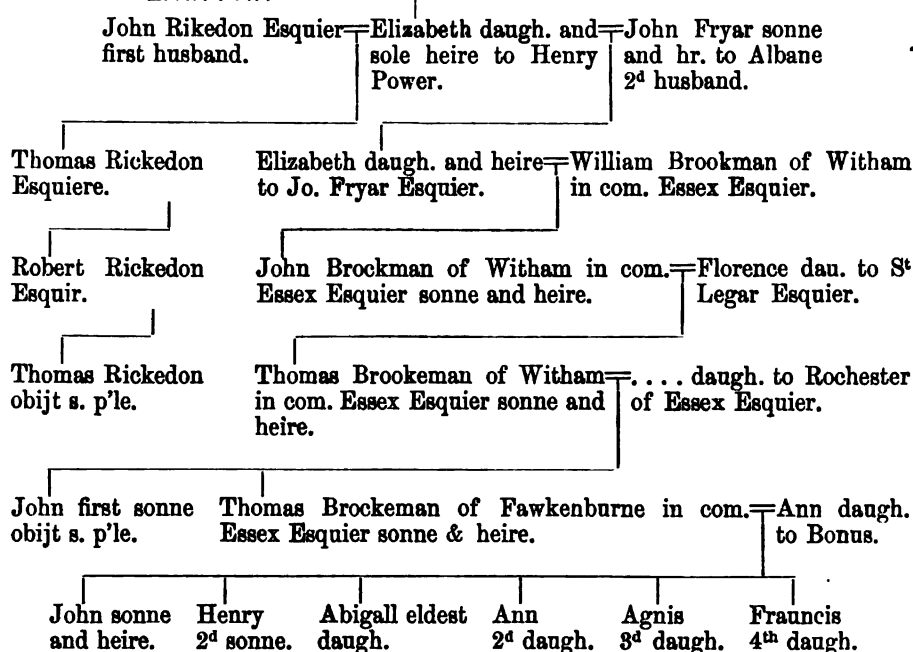 John Rikedon Esquier=Elizabeth daugh. and=John Fryar sonne
first husband. sole heire to Henry and hr. to Albane
Power. 2d husband.
Thomas Rickedon Elizabeth daugh. and heire=William Brookman of Witham
Esquiere. to Jo. Fryar Esquier. in com. Essex Esquier.
Robert Rickedon John Brockman of Witham in com.=Florence dau. to St
Esquir. Essex Esquier sonne and heire. Legar Esquier.
Thomas Rickedon Thomas Brookeman of Witham=.... daugh. to Rochester
obijt s. p'le. in com. Essex Esquier sonne and of Essex Esquier.
heire.
John first sonne Thomas Brockeman of Fawkenburne in com.=Ann daugh.
obijt s. p'le. Essex Esquier sonne & heire. to Bonus.
John sonne Henry Abigall eldest Ann Agnis Frauncis
and heire. 2d sonne. daugh. 2d daugh. 3d daugh. 4th daugh.